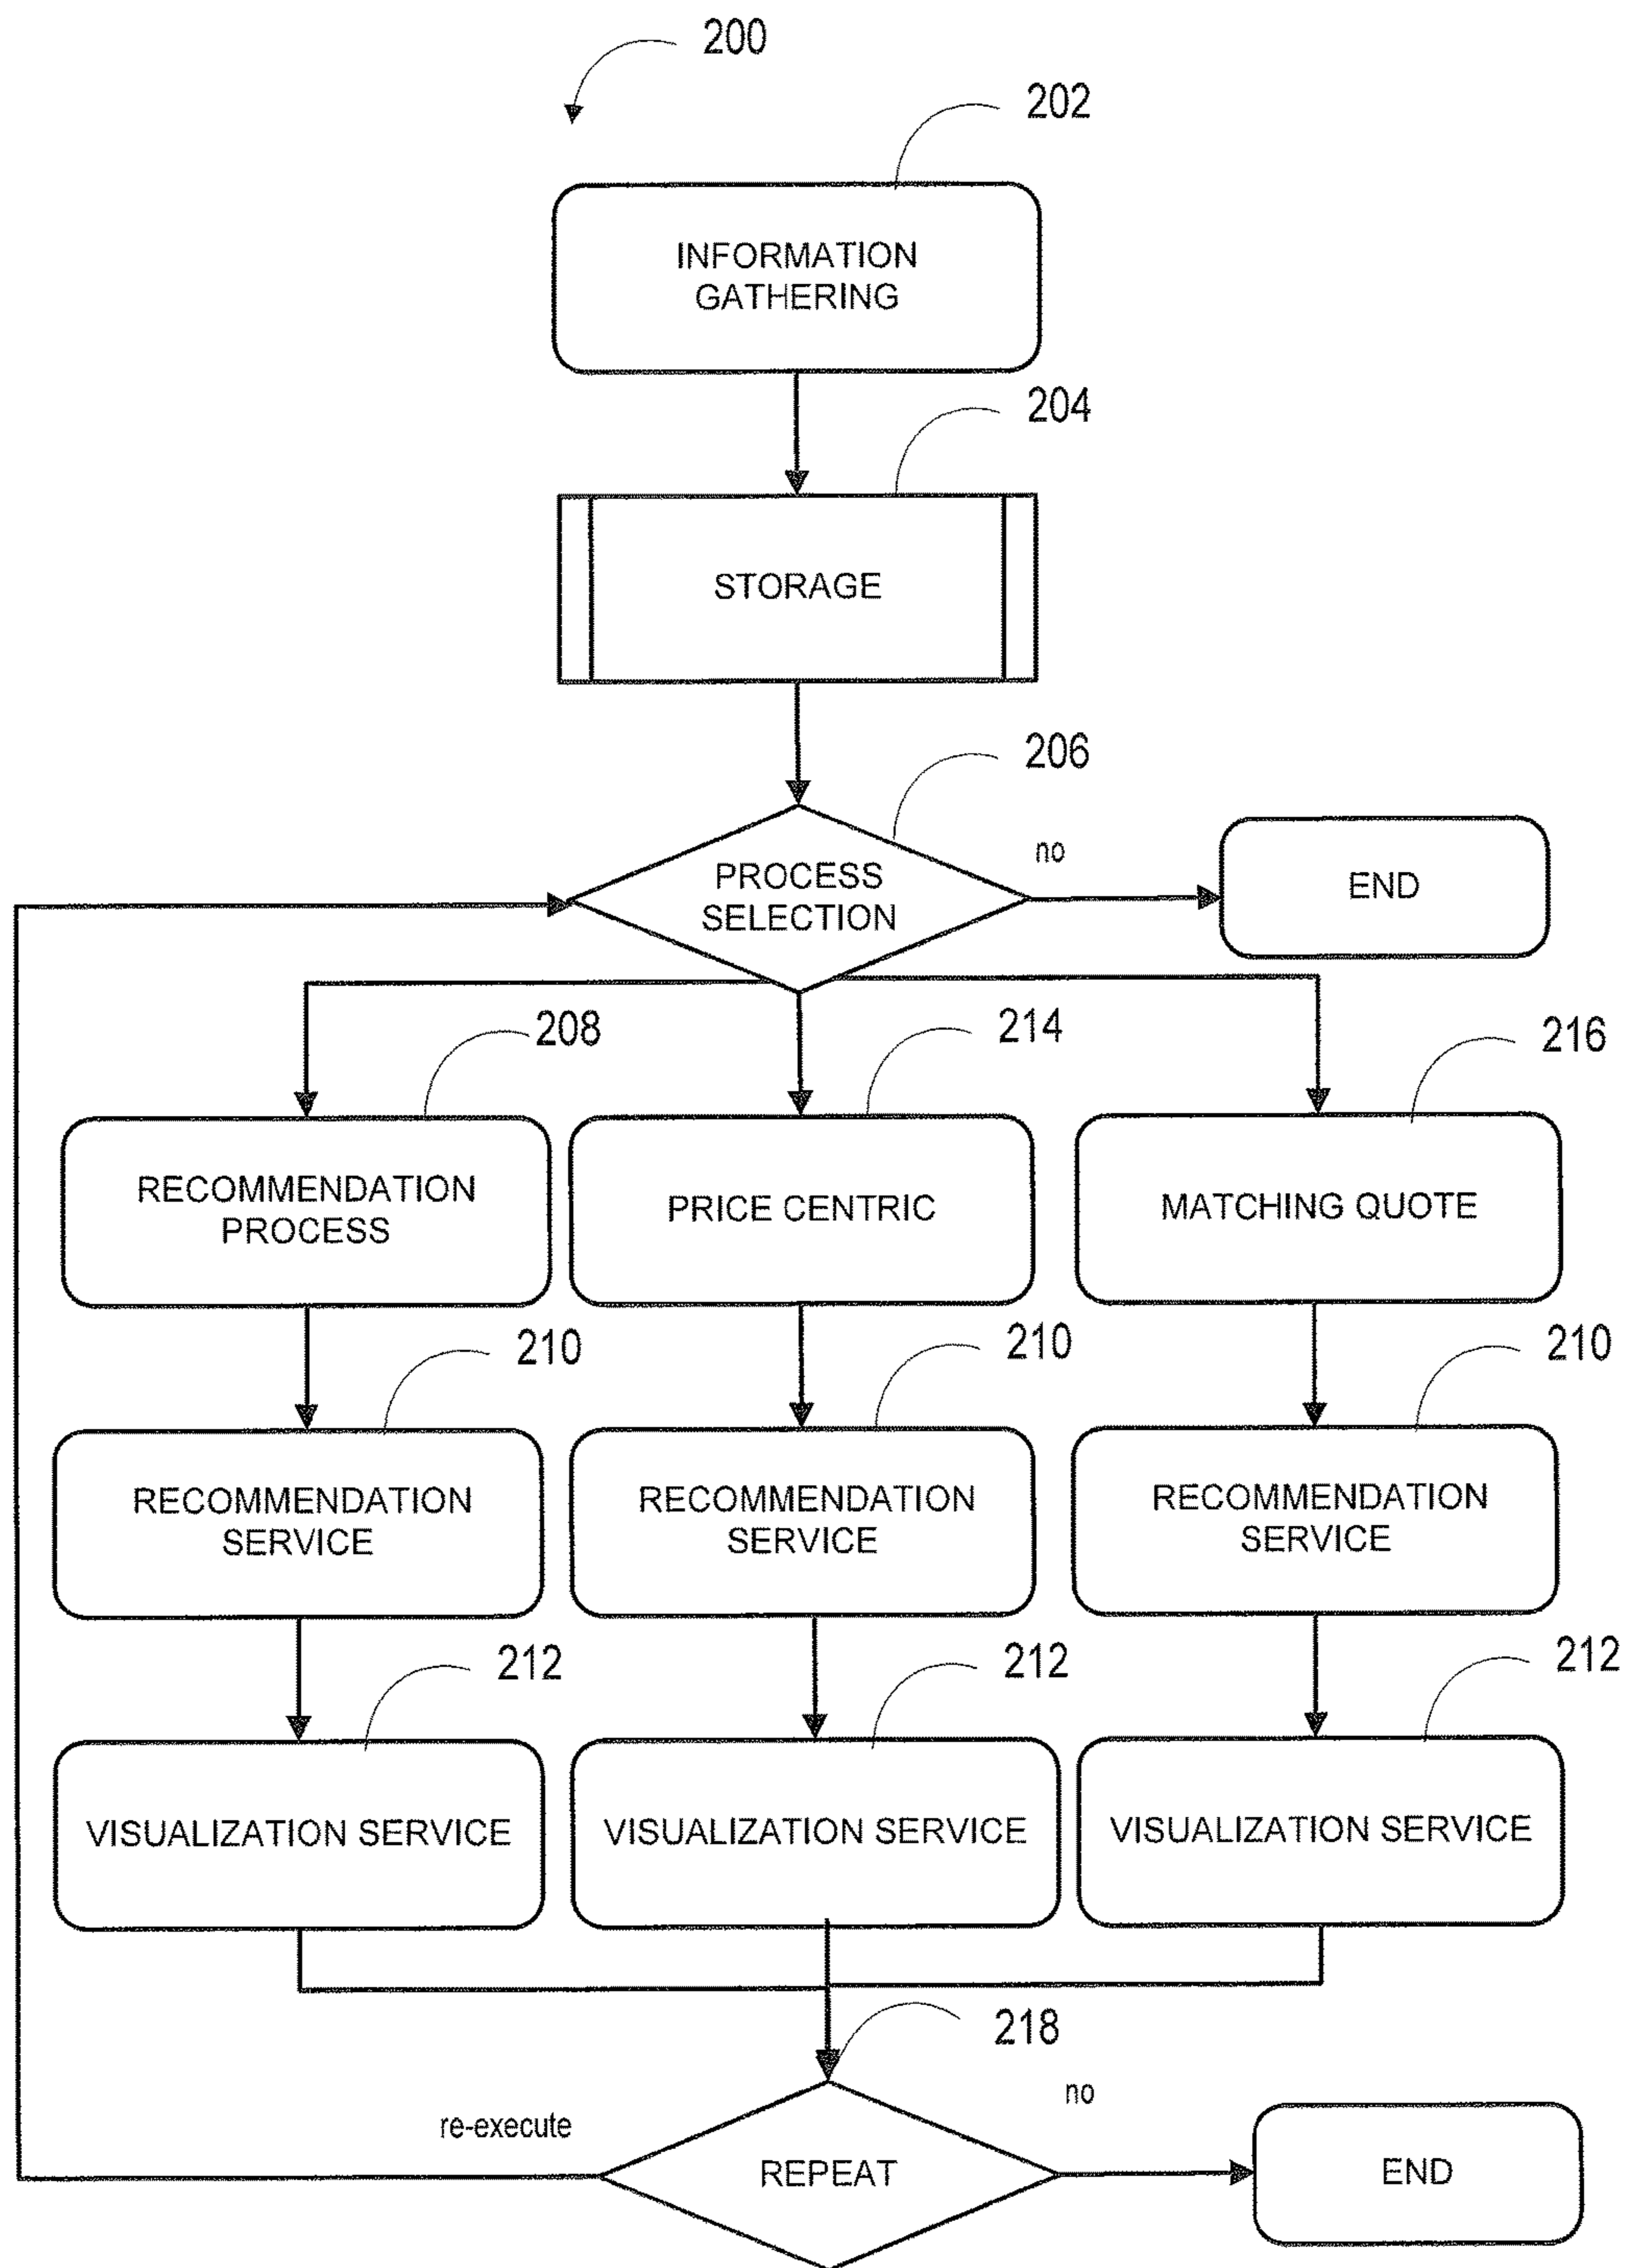 200
202
INFORMATION
GATHERING
204
STORAGE
206
PROCESS
SELECTION
no
END
208
214
216
RECOMMENDATION
PROCESS
PRICE CENTRIC
MATCHING QUOTE
210
210
210
RECOMMENDATION
SERVICE
RECOMMENDATION
SERVICE
RECOMMENDATION
SERVICE
212
212
212
VISUALIZATION SERVICE
VISUALIZATION SERVICE
VISUALIZATION SERVICE
218
re-execute
REPEAT
no
END